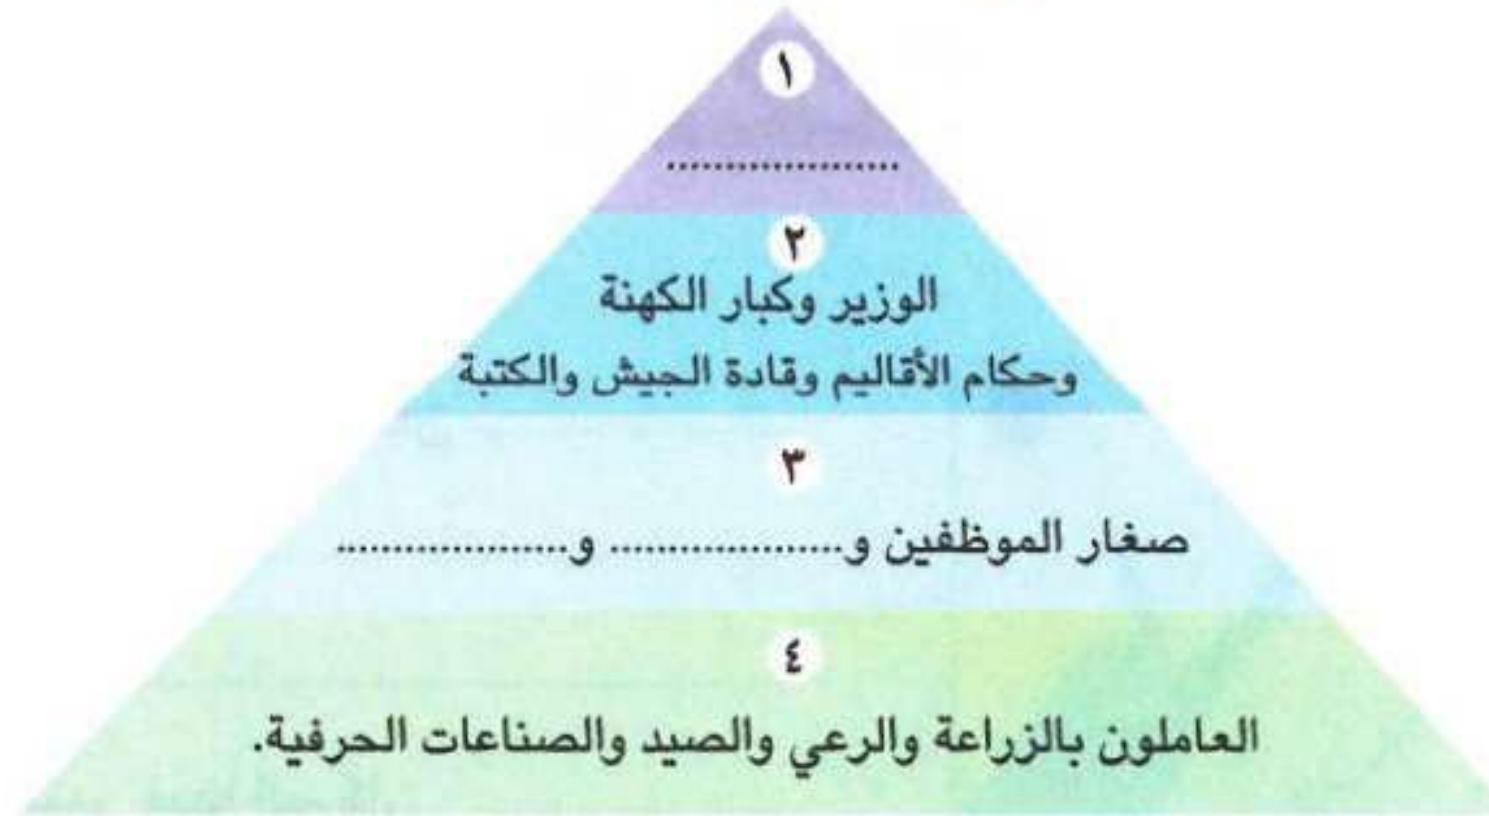 ١
....................
٢
الوزير وكبار الكهنة
وحكام الأقاليم وقادة الجيش والكتبة
٣
صغار الموظفين و.................... و....................
٤
العاملون بالزراعة والرعي والصيد والصناعات الحرفية.